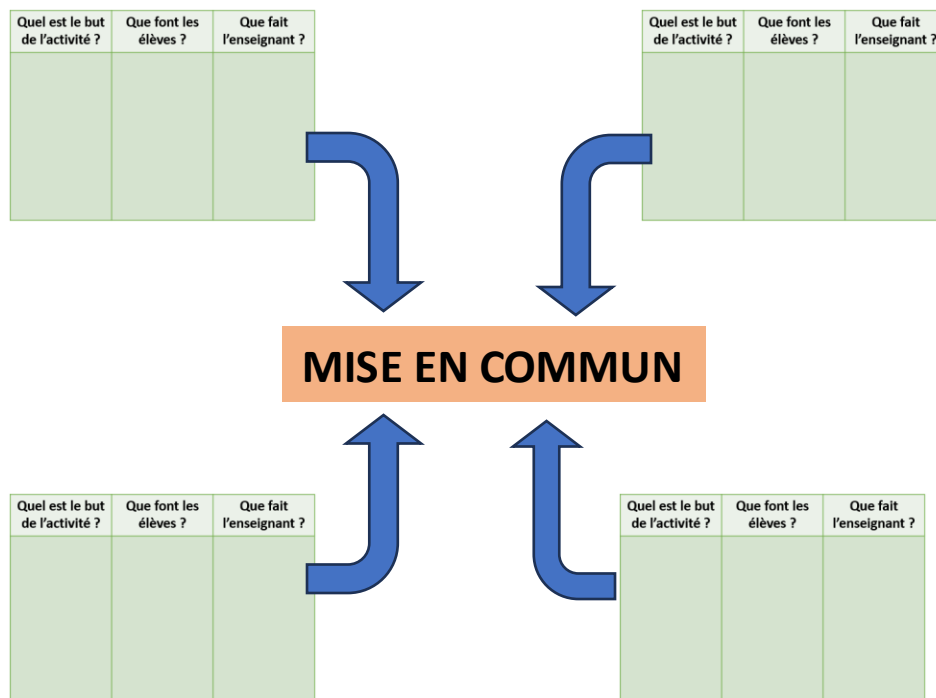 Quel est le but
de l'activité ?
Que font les
élèves ?
Que fait
l'enseignant ?
Quel est le but
de l'activité ?
Que font les
élèves ?
Que fait
l'enseignant ?
MISE EN COMMUN
Quel est le but
de l'activité ?
Que font les
élèves ?
Que fait
l'enseignant ?
Quel est le but
de l'activité ?
Que font les
élèves ?
Que fait
l'enseignant ?